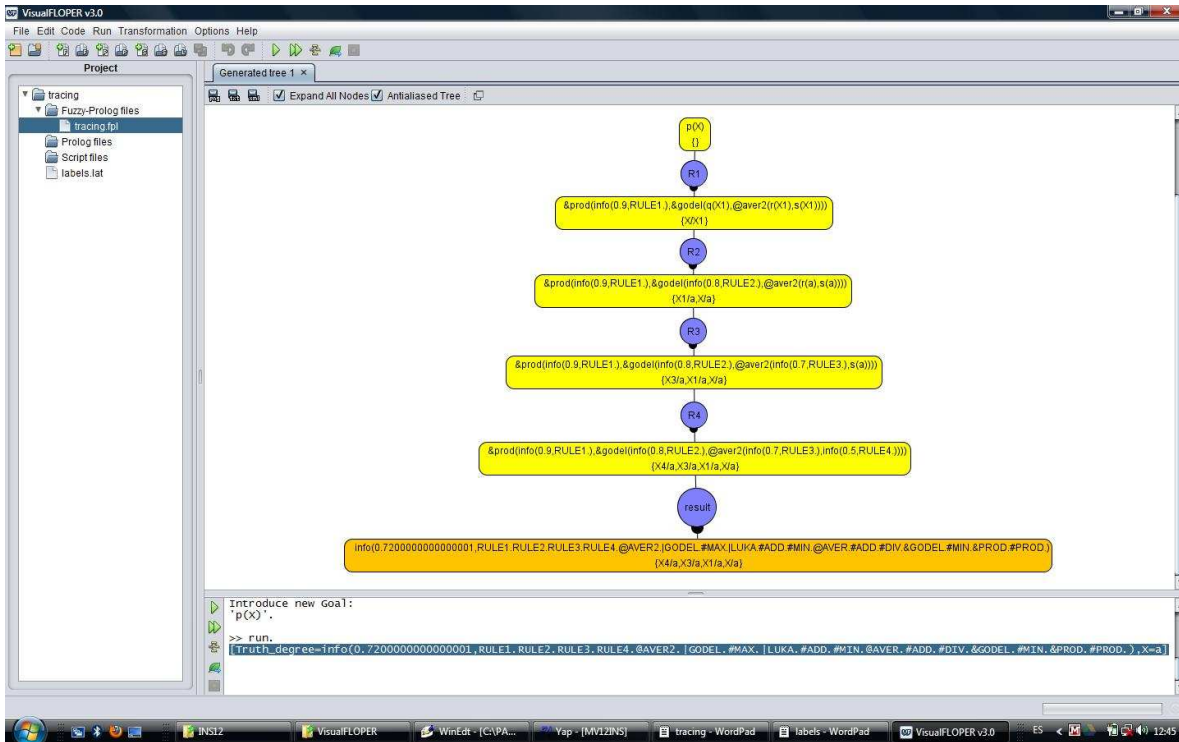 VisualFLOPER v3.0
File Edit Code Run Transformation Options Help
Project
tracing
Fuzzy-Prolog files
tracing.fpl
Prolog files
Script files
labels.lat
Generated tree 1 ×
Expand All Nodes Antialiased Tree
p(X)
{}
R1
&prod(info(0.9,RULE1.),&godel(q(X1),@aver2(r(X1),s(X1))))
{X/X1}
R2
&prod(info(0.9,RULE1.),&godel(info(0.8,RULE2.),@aver2(r(a),s(a))))
{X1/a,X/a}
R3
&prod(info(0.9,RULE1.),&godel(info(0.8,RULE2.),@aver2(info(0.7,RULE3.),s(a))))
{X3/a,X1/a,X/a}
R4
&prod(info(0.9,RULE1.),&godel(info(0.8,RULE2.),@aver2(info(0.7,RULE3.),info(0.5,RULE4.))))
{X4/a,X3/a,X1/a,X/a}
result
info(0.7200000000000001,RULE1.RULE2.RULE3.RULE4.@AVER2.|GODEL.#MAX.|LUKA.#ADD.#MIN.@AVER.#ADD.#DIV.&GODEL.#MIN.&PROD.#PROD.)
{X4/a,X3/a,X1/a,X/a}
Introduce new Goal:
'p(X)'.
>> run.
[Truth_degree=info(0.7200000000000001,RULE1.RULE2.RULE3.RULE4.@AVER2.|GODEL.#MAX.|LUKA.#ADD.#MIN.@AVER.#ADD.#DIV.&GODEL.#MIN.&PROD.#PROD.),X=a]
INS12
VisualFLOPER
WinEdt - [C:\PA...
Yap - [MV12INS]
tracing - WordPad
labels - WordPad
VisualFLOPER v3.0
ES
12:45